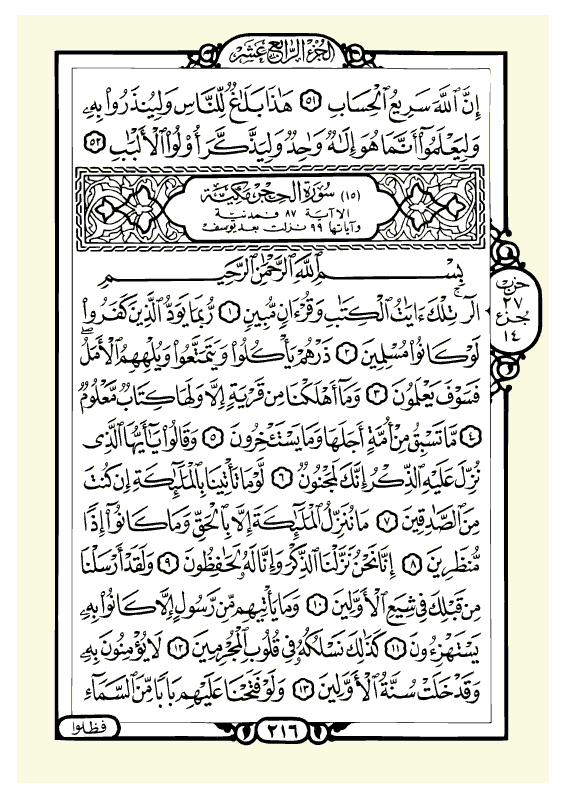 الجزء الرابع عشر
إِنَّ ٱللَّهَ سَرِيعُ ٱلْحِسَابِ ٥١ هَٰذَا بَلَٰغٌ لِّلنَّاسِ وَلِيُنذَرُوا۟ بِهِۦ
وَلِيَعْلَمُوٓا۟ أَنَّمَا هُوَ إِلَٰهٌ وَٰحِدٌ وَلِيَذَّكَّرَ أُو۟لُوا۟ ٱلْأَلْبَٰبِ ٥٢
(١٥) سُورَةُ الحِجْرِ مَكِّيَّة
الا آية ٨٧ فمدنية
وآياتها ٩٩ نزلت بعد يوسف
بِسْمِ ٱللَّهِ ٱلرَّحْمَٰنِ ٱلرَّحِيمِ
الٓر ۚ تِلْكَ ءَايَٰتُ ٱلْكِتَٰبِ وَقُرْءَانٍ مُّبِينٍ ١ رُّبَمَا يَوَدُّ ٱلَّذِينَ كَفَرُوا۟
لَوْ كَانُوا۟ مُسْلِمِينَ ٢ ذَرْهُمْ يَأْكُلُوا۟ وَيَتَمَتَّعُوا۟ وَيُلْهِهِمُ ٱلْأَمَلُ ۖ
فَسَوْفَ يَعْلَمُونَ ٣ وَمَآ أَهْلَكْنَا مِن قَرْيَةٍ إِلَّا وَلَهَا كِتَابٌ مَّعْلُومٌ
٤ مَّا تَسْبِقُ مِنْ أُمَّةٍ أَجَلَهَا وَمَا يَسْتَـْٔخِرُونَ ٥ وَقَالُوا۟ يَٰٓأَيُّهَا ٱلَّذِى
نُزِّلَ عَلَيْهِ ٱلذِّكْرُ إِنَّكَ لَمَجْنُونٌ ٦ لَّوْ مَا تَأْتِينَا بِٱلْمَلَٰٓئِكَةِ إِن كُنتَ
مِنَ ٱلصَّٰدِقِينَ ٧ مَا نُنَزِّلُ ٱلْمَلَٰٓئِكَةَ إِلَّا بِٱلْحَقِّ وَمَا كَانُوٓا۟ إِذًا
مُّنظَرِينَ ٨ إِنَّا نَحْنُ نَزَّلْنَا ٱلذِّكْرَ وَإِنَّا لَهُۥ لَحَٰفِظُونَ ٩ وَلَقَدْ أَرْسَلْنَا
مِن قَبْلِكَ فِى شِيَعِ ٱلْأَوَّلِينَ ١٠ وَمَا يَأْتِيهِم مِّن رَّسُولٍ إِلَّا كَانُوا۟ بِهِۦ
يَسْتَهْزِءُونَ ١١ كَذَٰلِكَ نَسْلُكُهُۥ فِى قُلُوبِ ٱلْمُجْرِمِينَ ١٢ لَا يُؤْمِنُونَ بِهِۦ
وَقَدْ خَلَتْ سُنَّةُ ٱلْأَوَّلِينَ ١٣ وَلَوْ فَتَحْنَا عَلَيْهِم بَابًا مِّنَ ٱلسَّمَآءِ
حزب
٢٧
جزء
١٤
٢١٦
فظلوا